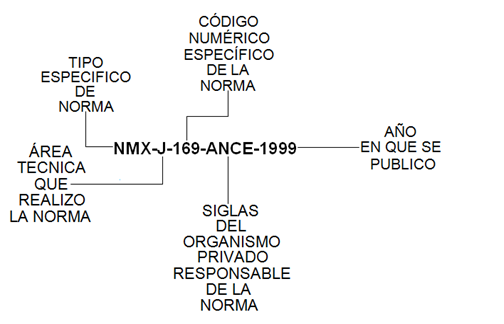 CÓDIGO
NUMÉRICO
ESPECÍFICO
DE LA
NORMA
TIPO
ESPECIFICO
DE
NORMA
NMX-J-169-ANCE-1999
AÑO
EN QUE SE
PUBLICO
ÁREA
TECNICA
QUE
REALIZO
LA NORMA
SIGLAS
DEL
ORGANISMO
PRIVADO
RESPONSABLE
DE LA
NORMA